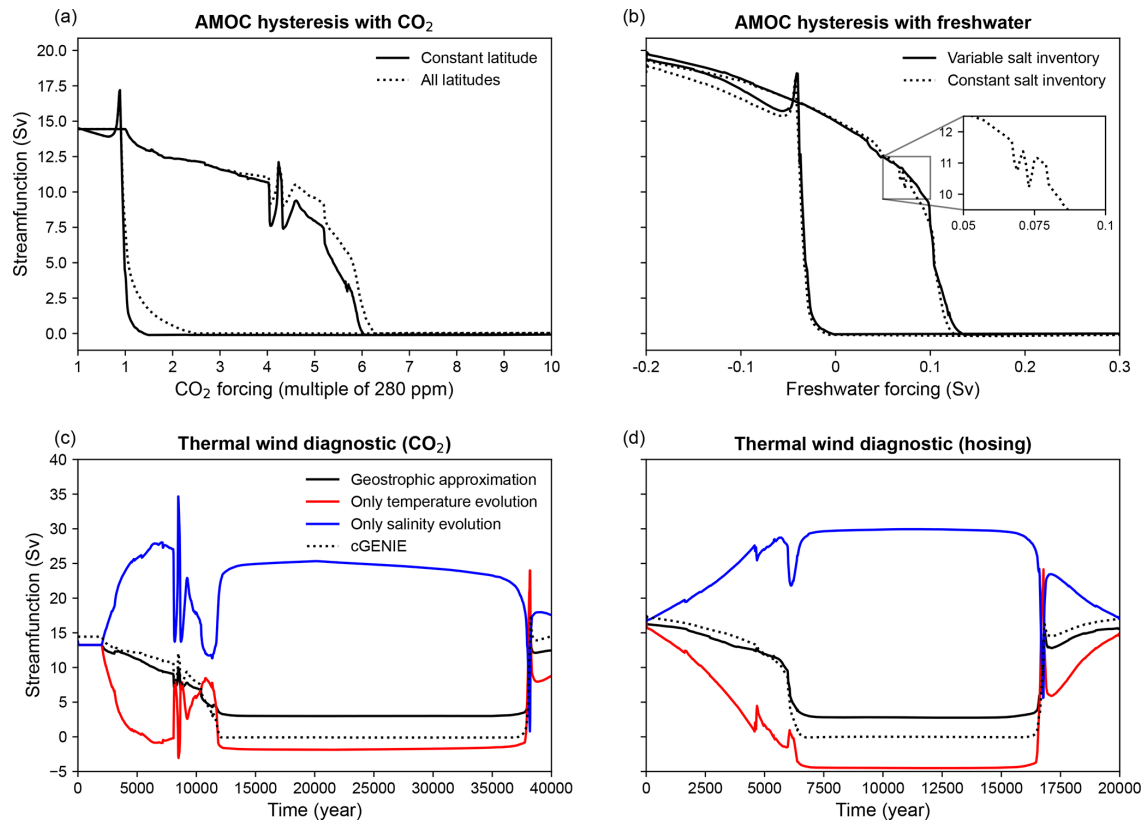 (a) AMOC hysteresis with CO₂
Constant latitude
All latitudes
20.0
17.5
15.0
12.5
10.0
7.5
5.0
2.5
0.0
Streamfunction (Sv)
1 1 2 3 4 5 6 7 8 9 10
CO₂ forcing (multiple of 280 ppm)
(b) AMOC hysteresis with freshwater
Variable salt inventory
Constant salt inventory
12
11
10
0.05 0.075 0.1
-0.2 -0.1 0 0.1 0.2 0.3
Freshwater forcing (Sv)
(c) Thermal wind diagnostic (CO₂)
Geostrophic approximation
Only temperature evolution
Only salinity evolution
cGENIE
40
35
30
25
20
15
10
5
0
−5
Streamfunction (Sv)
0 5000 10000 15000 20000 25000 30000 35000 40000
Time (year)
(d) Thermal wind diagnostic (hosing)
0 2500 5000 7500 10000 12500 15000 17500 20000
Time (year)